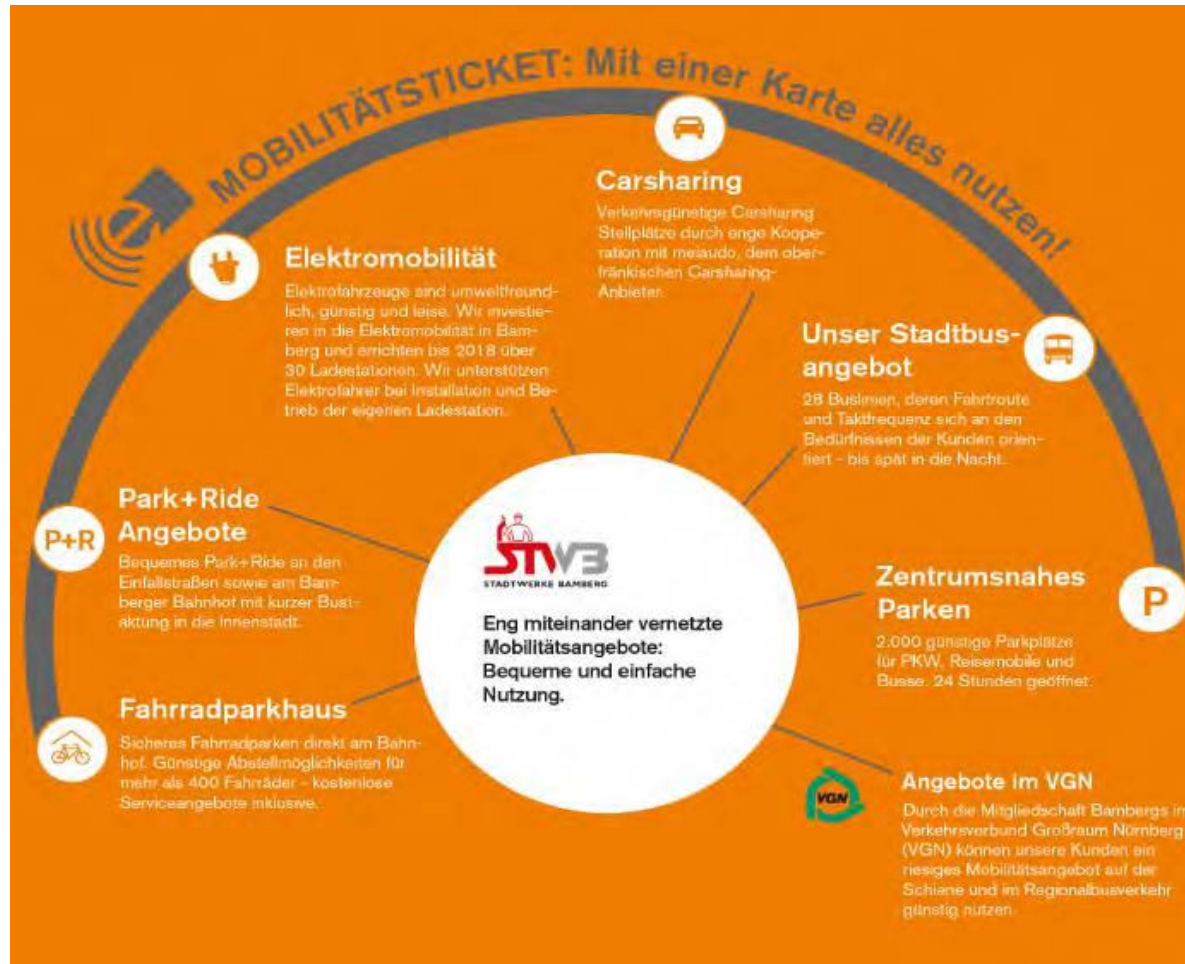 MOBILITÄTSTICKET: Mit einer Karte alles nutzen!
e
Carsharing
Verkehrsgünstige Carsharing
Stellplätze durch enge Koope-
ration mit meiaudo, dem ober-
fränkischen Carsharing-
Anbieter.
Elektromobilität
Elektrofahrzeuge sind umweltfreund-
lich, günstig und leise. Wir investie-
ren in die Elektromobilität in Bam-
berg und errichten bis 2018 über
30 Ladestationen. Wir unterstützen
Elektrofahrer bei Installation und Be-
trieb der eigenen Ladestation.
Unser Stadtbus-
angebot
28 Buslinien, deren Fahrtroute
und Taktfrequenz sich an den
Bedürfnissen der Kunden orien-
tiert - bis spät in die Nacht.
P+R
Park+Ride
Angebote
Bequemes Park+Ride an den
Einfallstraßen sowie am Bam-
berger Bahnhof mit kurzer Bust-
aktung in die Innenstadt.
STWB
STADTWERKE BAMBERG
Eng miteinander vernetzte
Mobilitätsangebote:
Bequeme und einfache
Nutzung.
Zentrumsnahes
Parken
P
2.000 günstige Parkplätze
für PKW, Reisemobile und
Busse. 24 Stunden geöffnet.
Fahrradparkhaus
Sicheres Fahrradparken direkt am Bahn-
hof. Günstige Abstellmöglichkeiten für
mehr als 400 Fahrräder - kostenlose
Serviceangebote inklusive.
VGN
Angebote im VGN
Durch die Mitgliedschaft Bambergs im
Verkehrsverbund Großraum Nürnberg
(VGN) können unsere Kunden ein
riesiges Mobilitätsangebot auf der
Schiene und im Regionalbusverkehr
günstig nutzen.